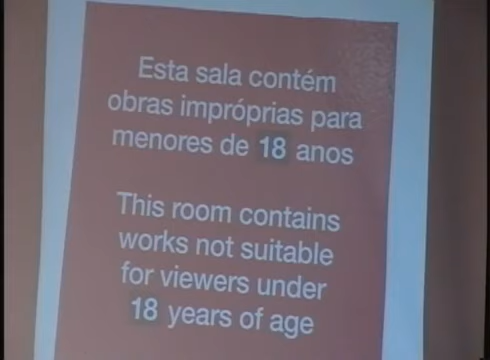 Esta sala contém
obras impróprias para
menores de 18 anos
This room contains
works not suitable
for viewers under
18 years of age